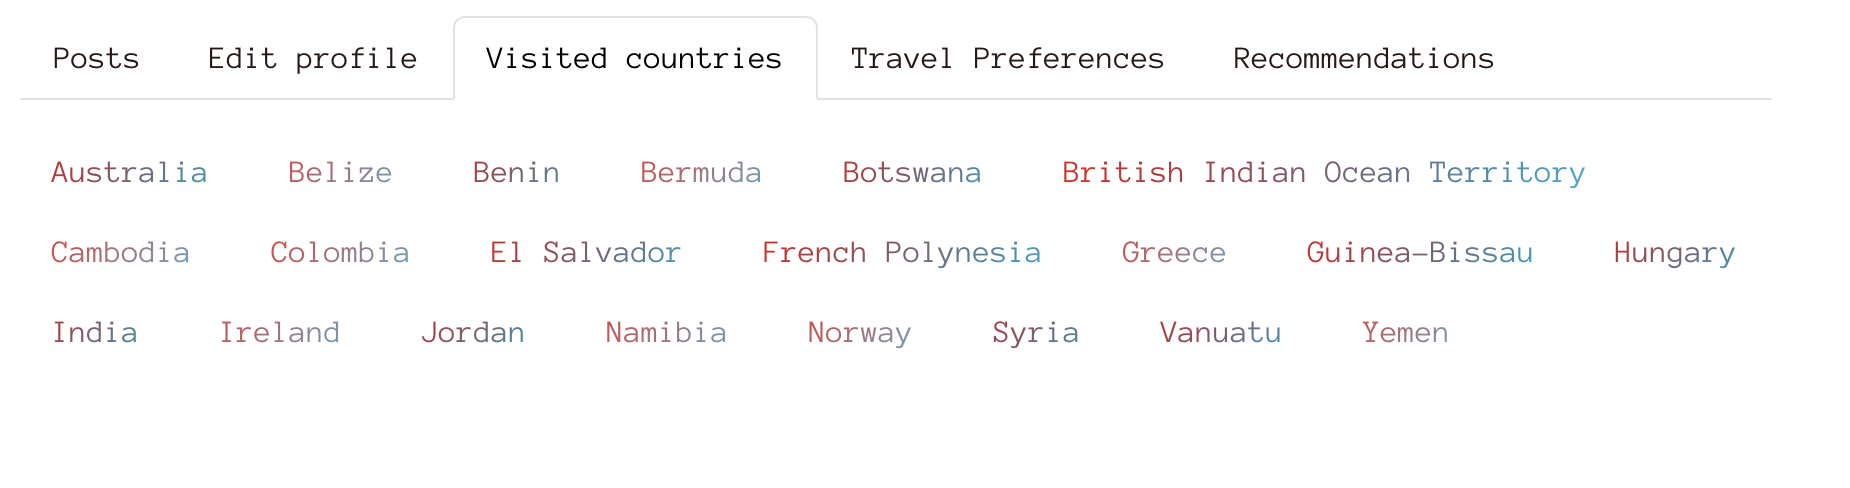 Posts Edit profile Visited countries Travel Preferences Recommendations
Australia Belize Benin Bermuda Botswana British Indian Ocean Territory
Cambodia Colombia El Salvador French Polynesia Greece Guinea-Bissau Hungary
India Ireland Jordan Namibia Norway Syria Vanuatu Yemen